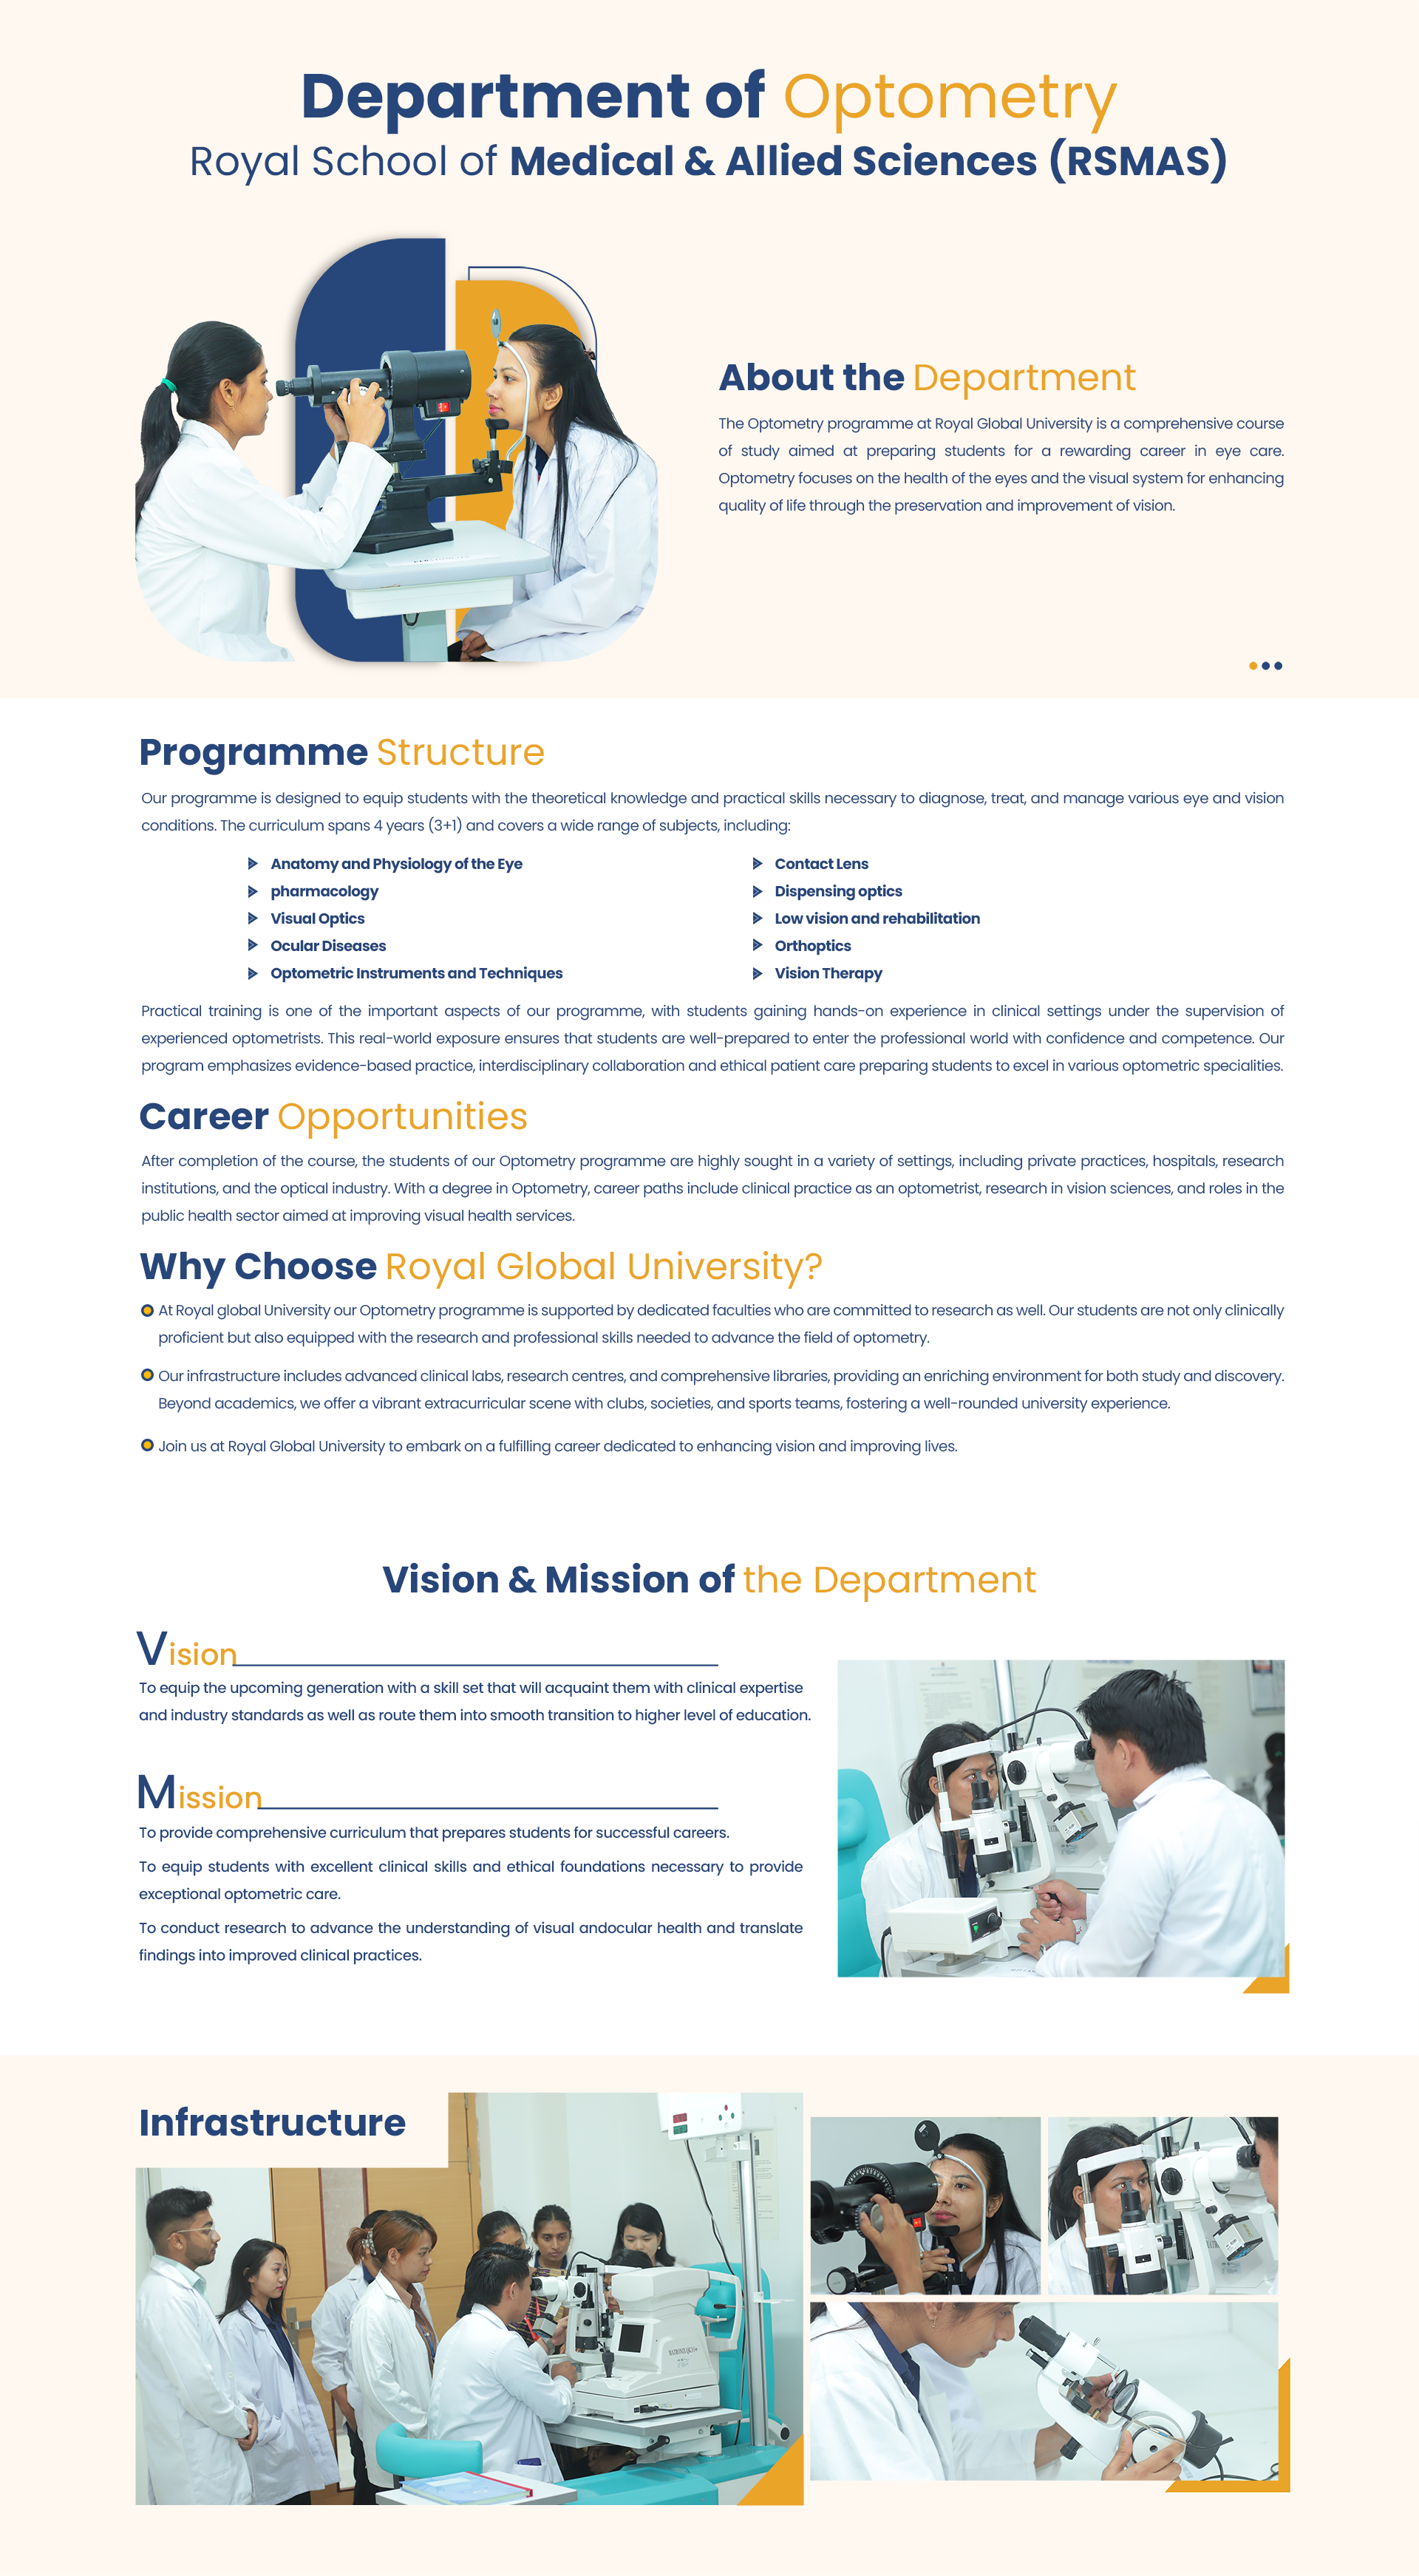 Department of Optometry
Royal School of Medical & Allied Sciences (RSMAS)
About the Department
The Optometry programme at Royal Global University is a comprehensive course
of study aimed at preparing students for a rewarding career in eye care.
Optometry focuses on the health of the eyes and the visual system for enhancing
quality of life through the preservation and improvement of vision.
Programme Structure
Our programme is designed to equip students with the theoretical knowledge and practical skills necessary to diagnose, treat, and manage various eye and vision
conditions. The curriculum spans 4 years (3+1) and covers a wide range of subjects, including:
Anatomy and Physiology of the Eye
pharmacology
Visual Optics
Ocular Diseases
Optometric Instruments and Techniques
Contact Lens
Dispensing optics
Low vision and rehabilitation
Orthoptics
Vision Therapy
Practical training is one of the important aspects of our programme, with students gaining hands-on experience in clinical settings under the supervision of
experienced optometrists. This real-world exposure ensures that students are well-prepared to enter the professional world with confidence and competence. Our
program emphasizes evidence-based practice, interdisciplinary collaboration and ethical patient care preparing students to excel in various optometric specialities.
Career Opportunities
After completion of the course, the students of our Optometry programme are highly sought in a variety of settings, including private practices, hospitals, research
institutions, and the optical industry. With a degree in Optometry, career paths include clinical practice as an optometrist, research in vision sciences, and roles in the
public health sector aimed at improving visual health services.
Why Choose Royal Global University?
At Royal global University our Optometry programme is supported by dedicated faculties who are committed to research as well. Our students are not only clinically
proficient but also equipped with the research and professional skills needed to advance the field of optometry.
Our infrastructure includes advanced clinical labs, research centres, and comprehensive libraries, providing an enriching environment for both study and discovery.
Beyond academics, we offer a vibrant extracurricular scene with clubs, societies, and sports teams, fostering a well-rounded university experience.
Join us at Royal Global University to embark on a fulfilling career dedicated to enhancing vision and improving lives.
Vision & Mission of the Department
Vision
To equip the upcoming generation with a skill set that will acquaint them with clinical expertise
and industry standards as well as route them into smooth transition to higher level of education.
Mission
To provide comprehensive curriculum that prepares students for successful careers.
To equip students with excellent clinical skills and ethical foundations necessary to provide
exceptional optometric care.
To conduct research to advance the understanding of visual andocular health and translate
findings into improved clinical practices.
Infrastructure